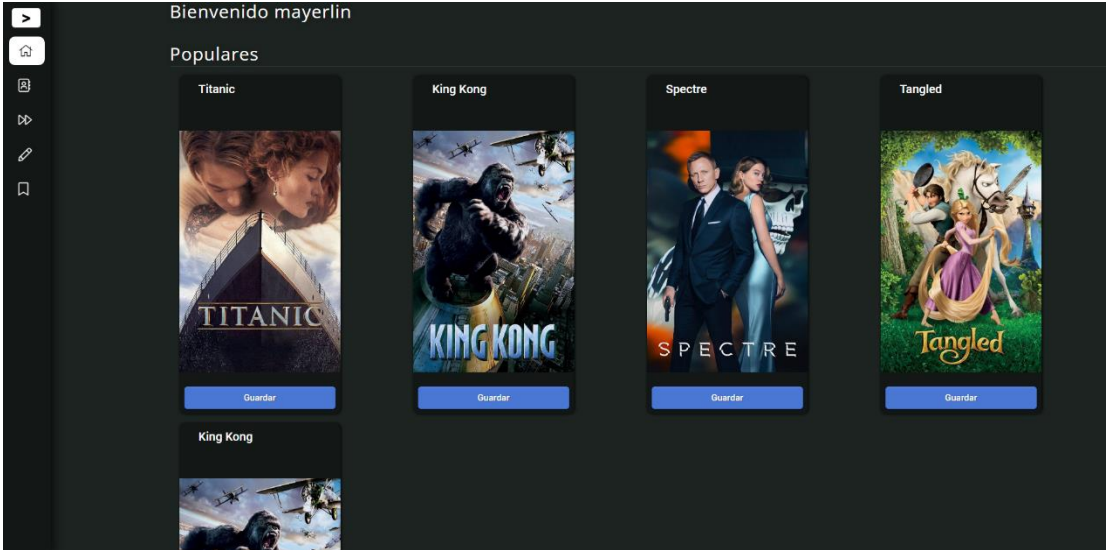 >
Bienvenido mayerlin
Populares
Titanic
King Kong
Spectre
Tangled
TITANIC
KING KONG
SPECTRE
Tangled
Guardar
Guardar
Guardar
Guardar
King Kong